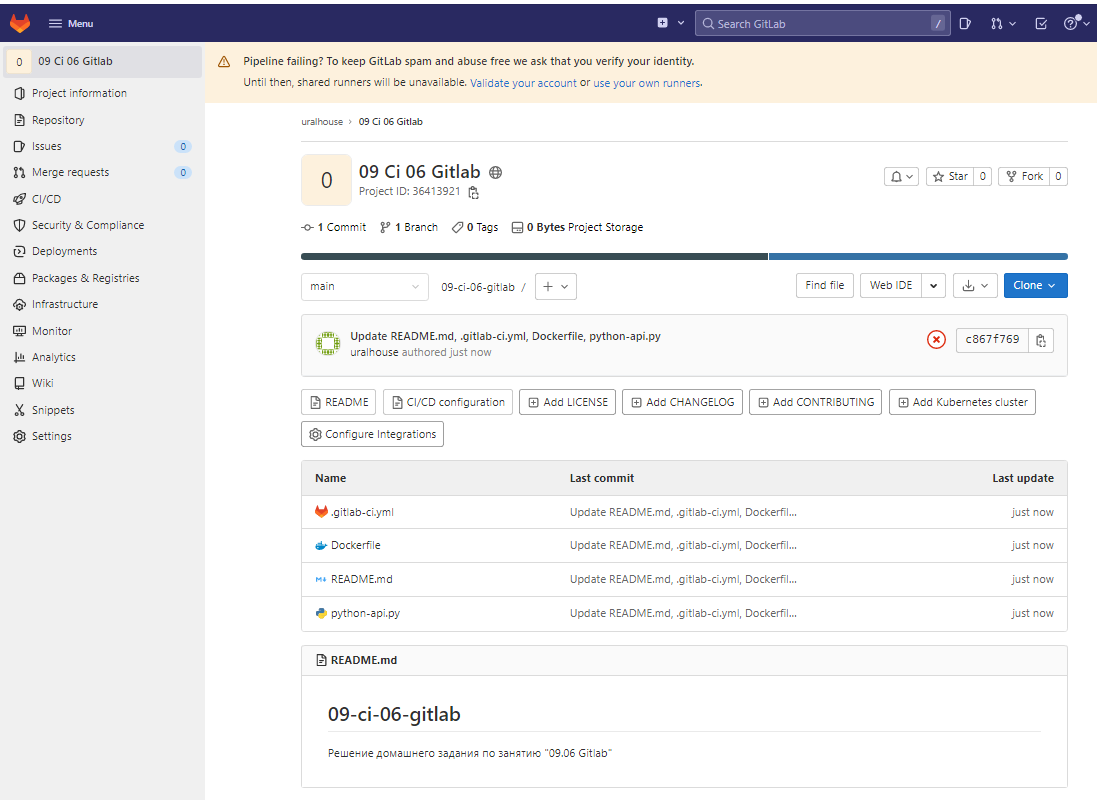 Menu
Search GitLab
/
0 09 Ci 06 Gitlab
Project information
Repository
Issues 0
Merge requests 0
CI/CD
Security & Compliance
Deployments
Packages & Registries
Infrastructure
Monitor
Analytics
Wiki
Snippets
Settings
Pipeline failing? To keep GitLab spam and abuse free we ask that you verify your identity.
Until then, shared runners will be unavailable. Validate your account or use your own runners.
uralhouse › 09 Ci 06 Gitlab
0
09 Ci 06 Gitlab
Project ID: 36413921
Star 0
Fork 0
1 Commit 1 Branch 0 Tags 0 Bytes Project Storage
main
09-ci-06-gitlab /
Find file
Web IDE
Clone
Update README.md, .gitlab-ci.yml, Dockerfile, python-api.py
uralhouse authored just now
c867f769
README
CI/CD configuration
Add LICENSE
Add CHANGELOG
Add CONTRIBUTING
Add Kubernetes cluster
Configure Integrations
Name Last commit Last update
.gitlab-ci.yml Update README.md, .gitlab-ci.yml, Dockerfil... just now
Dockerfile Update README.md, .gitlab-ci.yml, Dockerfil... just now
README.md Update README.md, .gitlab-ci.yml, Dockerfil... just now
python-api.py Update README.md, .gitlab-ci.yml, Dockerfil... just now
README.md
09-ci-06-gitlab
Решение домашнего задания по занятию "09.06 Gitlab"